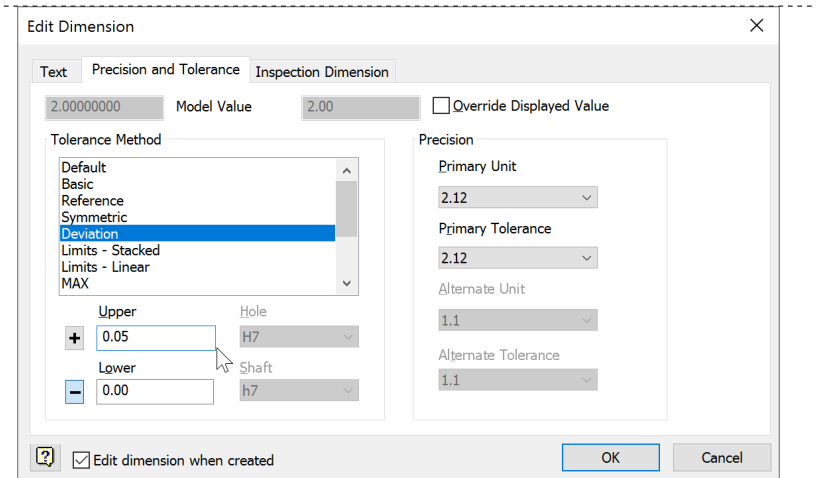 Edit Dimension
Text Precision and Tolerance Inspection Dimension
2.00000000 Model Value 2.00 Override Displayed Value
Tolerance Method
Default
Basic
Reference
Symmetric
Deviation
Limits - Stacked
Limits - Linear
MAX
Upper Hole
+ 0.05 H7
Lower Shaft
- 0.00 h7
Precision
Primary Unit
2.12
Primary Tolerance
2.12
Alternate Unit
1.1
Alternate Tolerance
1.1
? Edit dimension when created OK Cancel